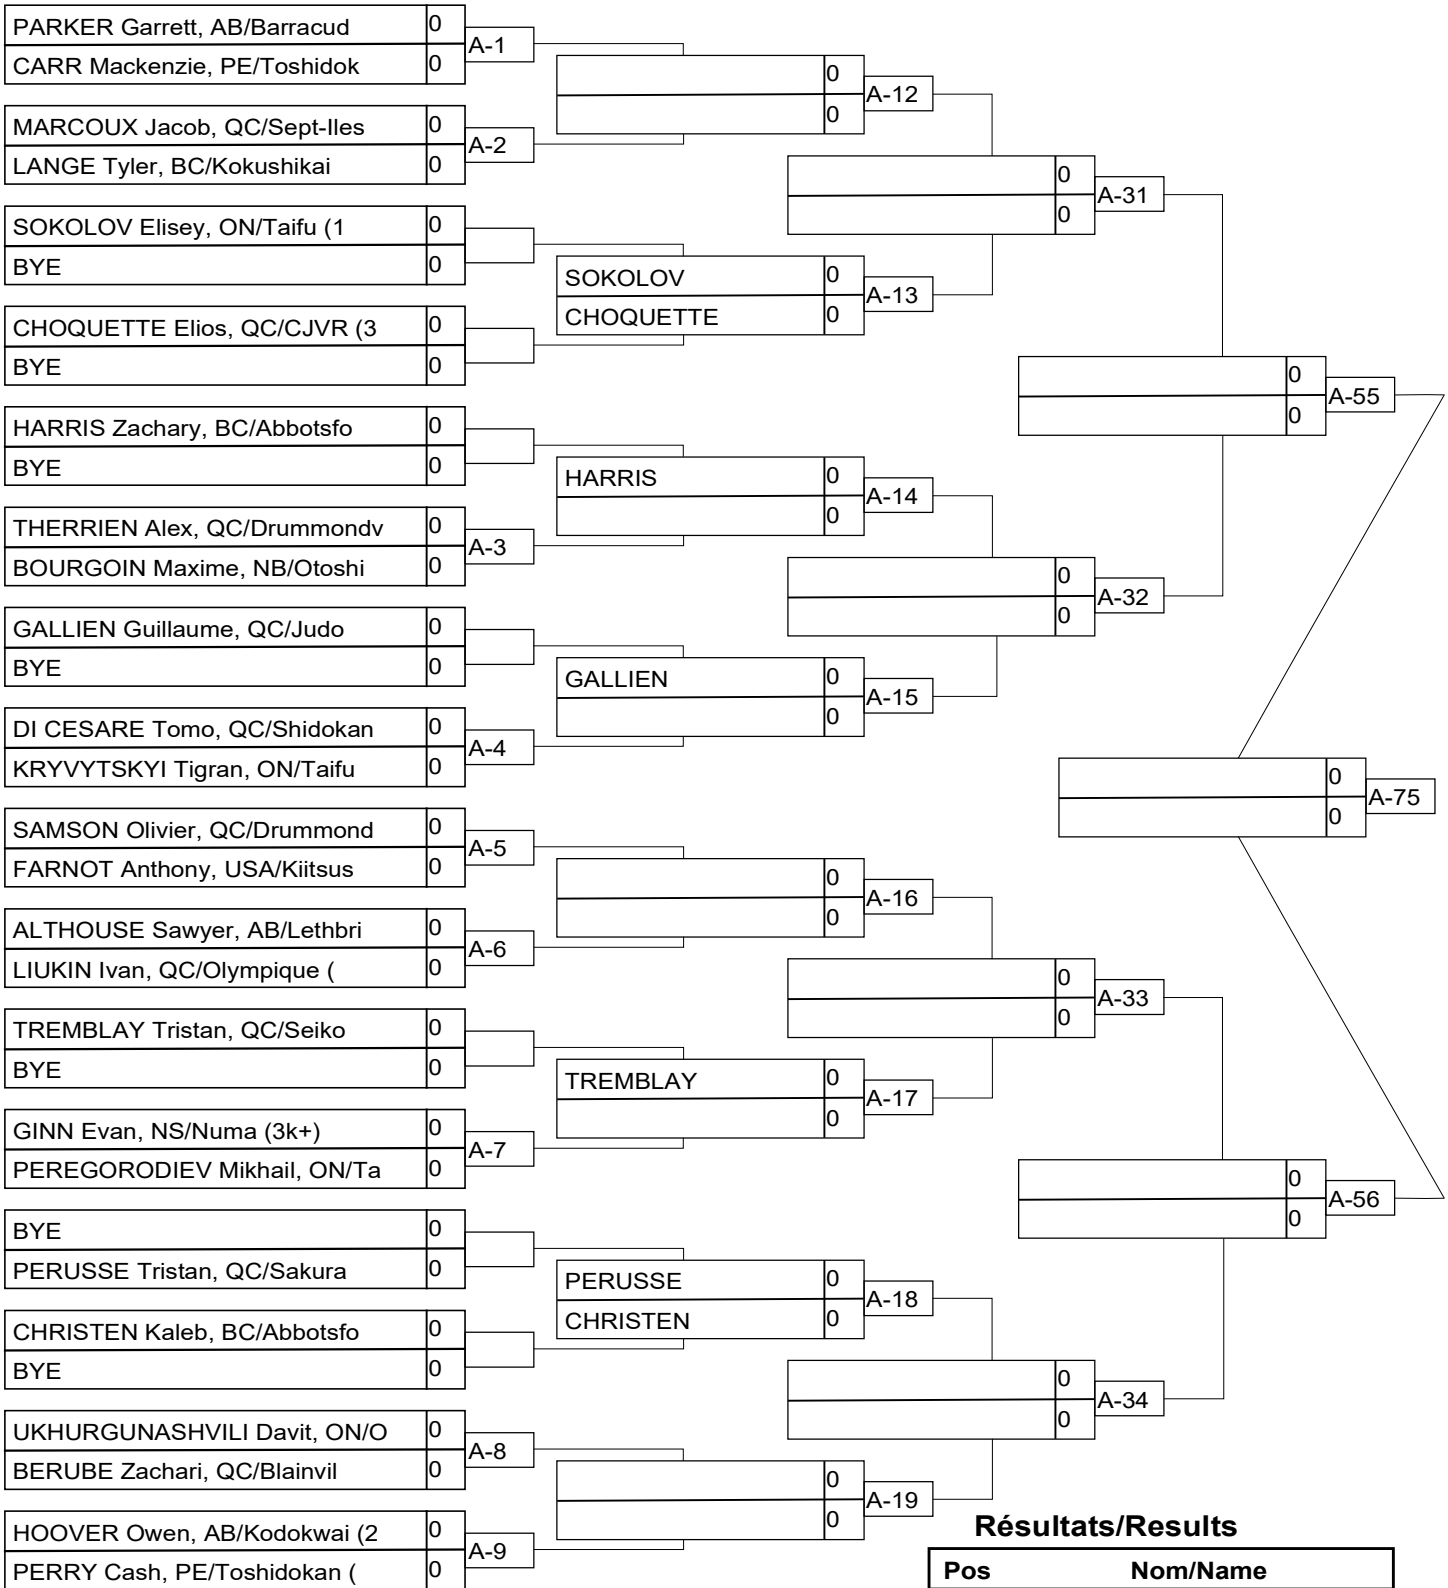 PARKER Garrett, AB/Barracud 0
A-1
CARR Mackenzie, PE/Toshidok 0
0
A-12
0
MARCOUX Jacob, QC/Sept-Iles 0
A-2
LANGE Tyler, BC/Kokushikai 0
0
A-31
0
SOKOLOV Elisey, ON/Taifu (1 0
BYE 0
SOKOLOV 0
A-13
CHOQUETTE 0
CHOQUETTE Elios, QC/CJVR (3 0
BYE 0
0
A-55
0
HARRIS Zachary, BC/Abbotsfo 0
BYE 0
HARRIS 0
A-14
0
THERRIEN Alex, QC/Drummondv 0
A-3
BOURGOIN Maxime, NB/Otoshi 0
0
A-32
0
GALLIEN Guillaume, QC/Judo 0
BYE 0
GALLIEN 0
A-15
0
DI CESARE Tomo, QC/Shidokan 0
A-4
KRYVYTSKYI Tigran, ON/Taifu 0
0
A-75
0
SAMSON Olivier, QC/Drummond 0
A-5
FARNOT Anthony, USA/Kiitsus 0
0
A-16
0
ALTHOUSE Sawyer, AB/Lethbri 0
A-6
LIUKIN Ivan, QC/Olympique ( 0
0
A-33
0
TREMBLAY Tristan, QC/Seiko 0
BYE 0
TREMBLAY 0
A-17
0
GINN Evan, NS/Numa (3k+) 0
A-7
PEREGORODIEV Mikhail, ON/Ta 0
0
A-56
0
BYE 0
PERUSSE Tristan, QC/Sakura 0
PERUSSE 0
A-18
CHRISTEN 0
CHRISTEN Kaleb, BC/Abbotsfo 0
BYE 0
0
A-34
0
UKHURGUNASHVILI Davit, ON/O 0
A-8
BERUBE Zachari, QC/Blainvil 0
0
A-19
0
HOOVER Owen, AB/Kodokwai (2 0
A-9
PERRY Cash, PE/Toshidokan ( 0
Résultats/Results
Pos Nom/Name